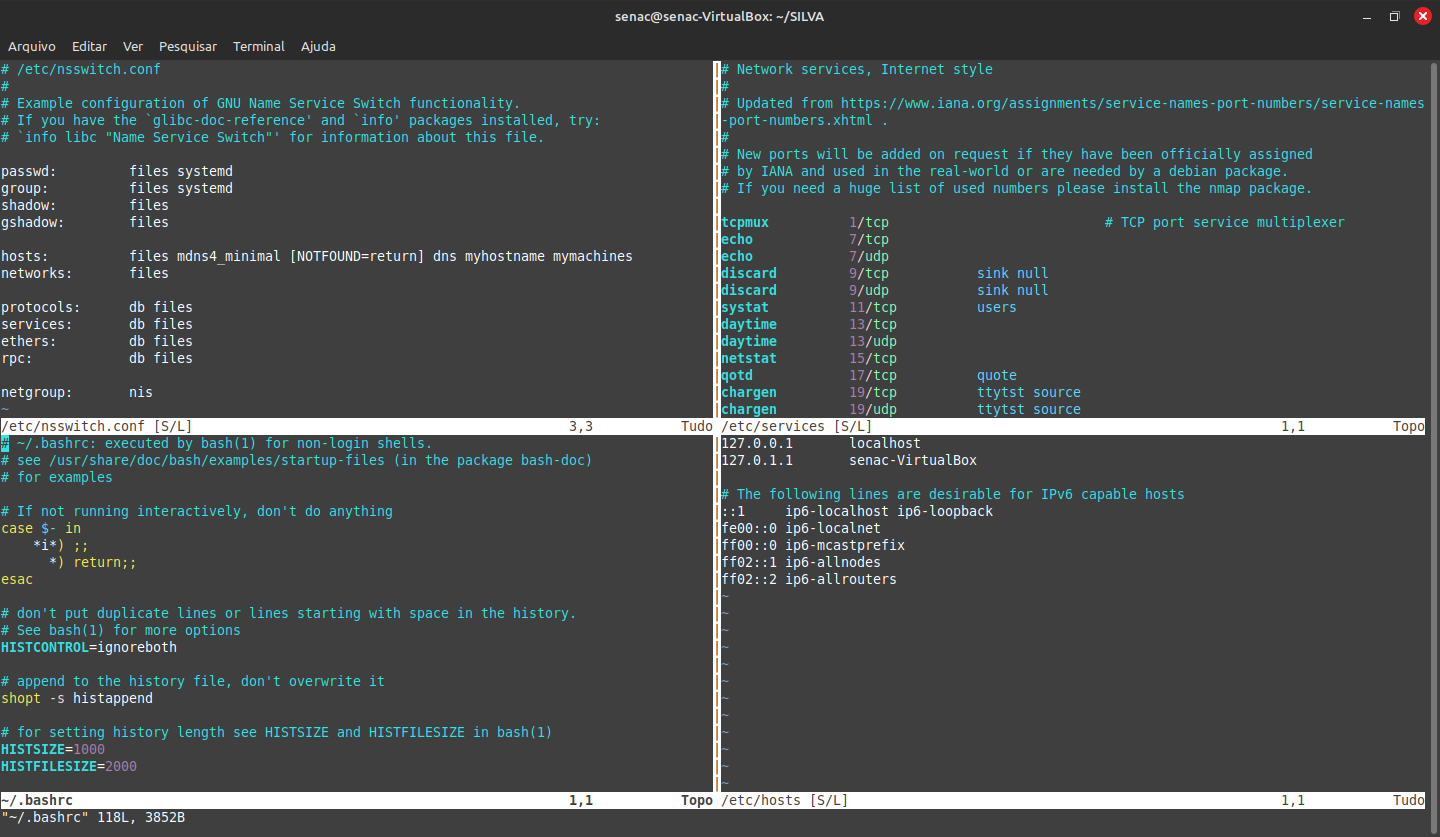 senac@senac-VirtualBox: ~/SILVA
Arquivo Editar Ver Pesquisar Terminal Ajuda
# /etc/nsswitch.conf
#
# Example configuration of GNU Name Service Switch functionality.
# If you have the `glibc-doc-reference' and `info' packages installed, try:
# `info libc "Name Service Switch"' for information about this file.

passwd:         files systemd
group:          files systemd
shadow:         files
gshadow:        files

hosts:          files mdns4_minimal [NOTFOUND=return] dns myhostname mymachines
networks:       files

protocols:      db files
services:       db files
ethers:         db files
rpc:            db files

netgroup:       nis
~
/etc/nsswitch.conf [S/L] 3,3 Tudo
# Network services, Internet style
#
# Updated from https://www.iana.org/assignments/service-names-port-numbers/service-names
-port-numbers.xhtml .
#
# New ports will be added on request if they have been officially assigned
# by IANA and used in the real-world or are needed by a debian package.
# If you need a huge list of used numbers please install the nmap package.

tcpmux          1/tcp                           # TCP port service multiplexer
echo            7/tcp
echo            7/udp
discard         9/tcp           sink null
discard         9/udp           sink null
systat          11/tcp          users
daytime         13/tcp
daytime         13/udp
netstat         15/tcp
qotd            17/tcp          quote
chargen         19/tcp          ttytst source
chargen         19/udp          ttytst source
/etc/services [S/L] 1,1 Topo
# ~/.bashrc: executed by bash(1) for non-login shells.
# see /usr/share/doc/bash/examples/startup-files (in the package bash-doc)
# for examples

# If not running interactively, don't do anything
case $- in
    *i*) ;;
      *) return;;
esac

# don't put duplicate lines or lines starting with space in the history.
# See bash(1) for more options
HISTCONTROL=ignoreboth

# append to the history file, don't overwrite it
shopt -s histappend

# for setting history length see HISTSIZE and HISTFILESIZE in bash(1)
HISTSIZE=1000
HISTFILESIZE=2000

~/.bashrc 1,1 Topo
127.0.0.1       localhost
127.0.1.1       senac-VirtualBox

# The following lines are desirable for IPv6 capable hosts
::1     ip6-localhost ip6-loopback
fe00::0 ip6-localnet
ff00::0 ip6-mcastprefix
ff02::1 ip6-allnodes
ff02::2 ip6-allrouters
~
~
~
~
~
~
~
~
~
~
~
~
/etc/hosts [S/L] 1,1 Tudo
"~/.bashrc" 118L, 3852B